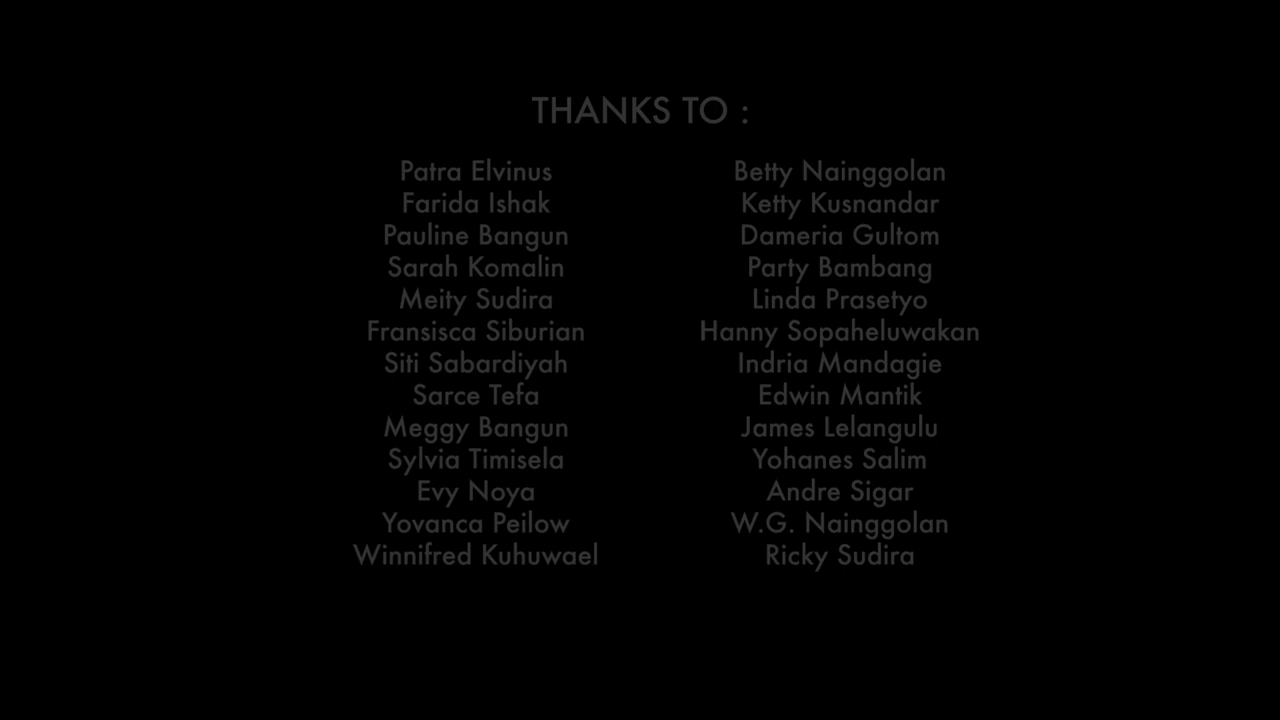 THANKS TO :
Patra Elvinus
Farida Ishak
Pauline Bangun
Sarah Komalin
Meity Sudira
Fransisca Siburian
Siti Sabardiyah
Sarce Tefa
Meggy Bangun
Sylvia Timisela
Evy Noya
Yovanca Peilow
Winnifred Kuhuwael
Betty Nainggolan
Ketty Kusnandar
Dameria Gultom
Party Bambang
Linda Prasetyo
Hanny Sopaheluwakan
Indria Mandagie
Edwin Mantik
James Lelangulu
Yohanes Salim
Andre Sigar
W.G. Nainggolan
Ricky Sudira